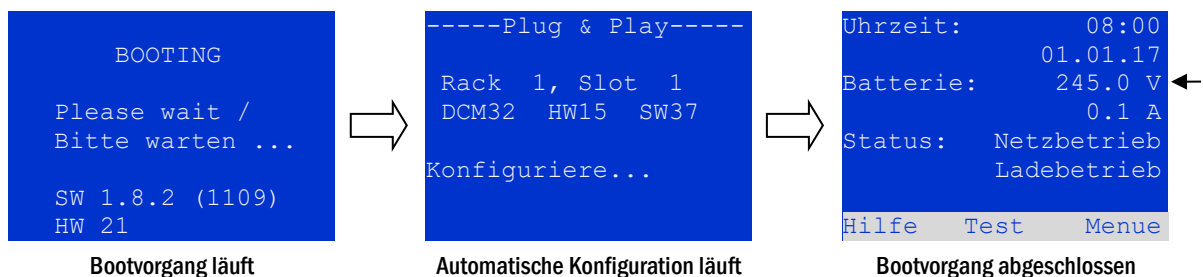 BOOTING
Please wait /
Bitte warten ...
SW 1.8.2 (1109)
HW 21
Bootvorgang läuft
-----Plug & Play-----
Rack 1, Slot 1
DCM32 HW15 SW37
Konfiguriere...
Automatische Konfiguration läuft
Uhrzeit: 08:00
01.01.17
Batterie: 245.0 V
0.1 A
Status: Netzbetrieb
Ladebetrieb
Hilfe Test Menue
Bootvorgang abgeschlossen